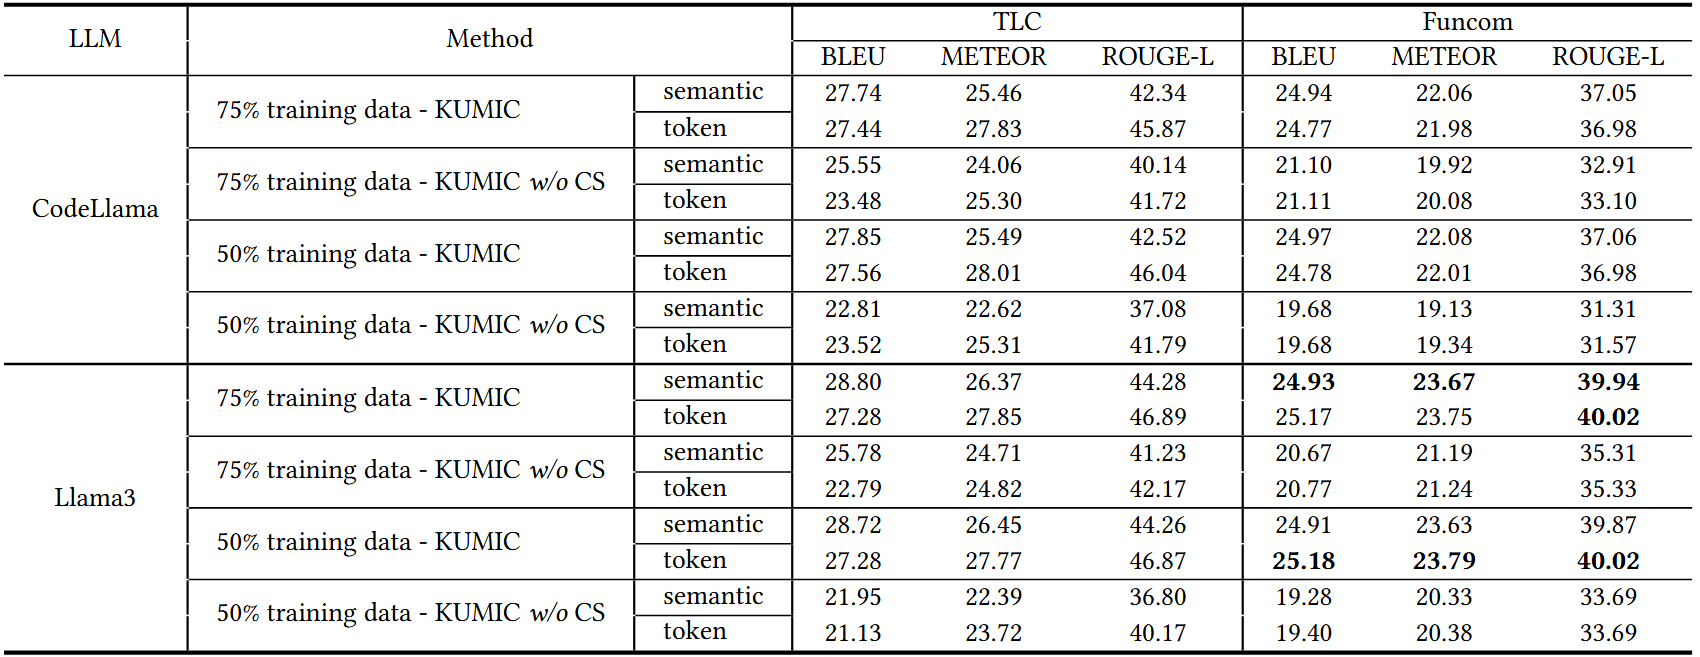 LLM Method TLC Funcom
BLEU METEOR ROUGE-L BLEU METEOR ROUGE-L
CodeLlama
75% training data - KUMIC
semantic 27.74 25.46 42.34 24.94 22.06 37.05
token 27.44 27.83 45.87 24.77 21.98 36.98
75% training data - KUMIC w/o CS
semantic 25.55 24.06 40.14 21.10 19.92 32.91
token 23.48 25.30 41.72 21.11 20.08 33.10
50% training data - KUMIC
semantic 27.85 25.49 42.52 24.97 22.08 37.06
token 27.56 28.01 46.04 24.78 22.01 36.98
50% training data - KUMIC w/o CS
semantic 22.81 22.62 37.08 19.68 19.13 31.31
token 23.52 25.31 41.79 19.68 19.34 31.57
Llama3
75% training data - KUMIC
semantic 28.80 26.37 44.28 24.93 23.67 39.94
token 27.28 27.85 46.89 25.17 23.75 40.02
75% training data - KUMIC w/o CS
semantic 25.78 24.71 41.23 20.67 21.19 35.31
token 22.79 24.82 42.17 20.77 21.24 35.33
50% training data - KUMIC
semantic 28.72 26.45 44.26 24.91 23.63 39.87
token 27.28 27.77 46.87 25.18 23.79 40.02
50% training data - KUMIC w/o CS
semantic 21.95 22.39 36.80 19.28 20.33 33.69
token 21.13 23.72 40.17 19.40 20.38 33.69